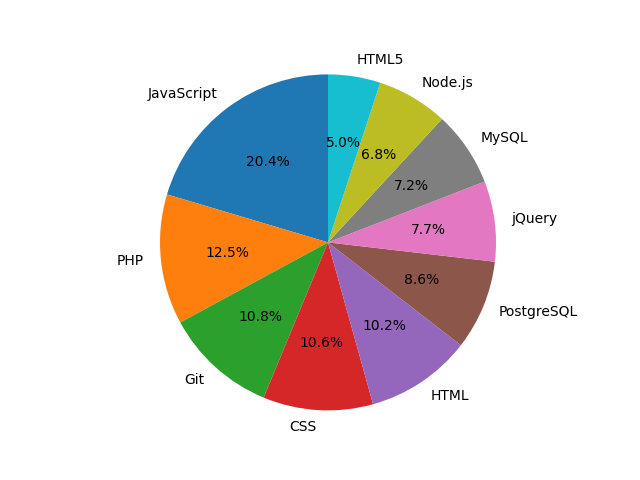 HTML5
Node.js
JavaScript
MySQL
5.0%
6.8%
20.4%
7.2%
jQuery
7.7%
PHP
12.5%
8.6%
PostgreSQL
10.8%
10.2%
10.6%
Git
HTML
CSS